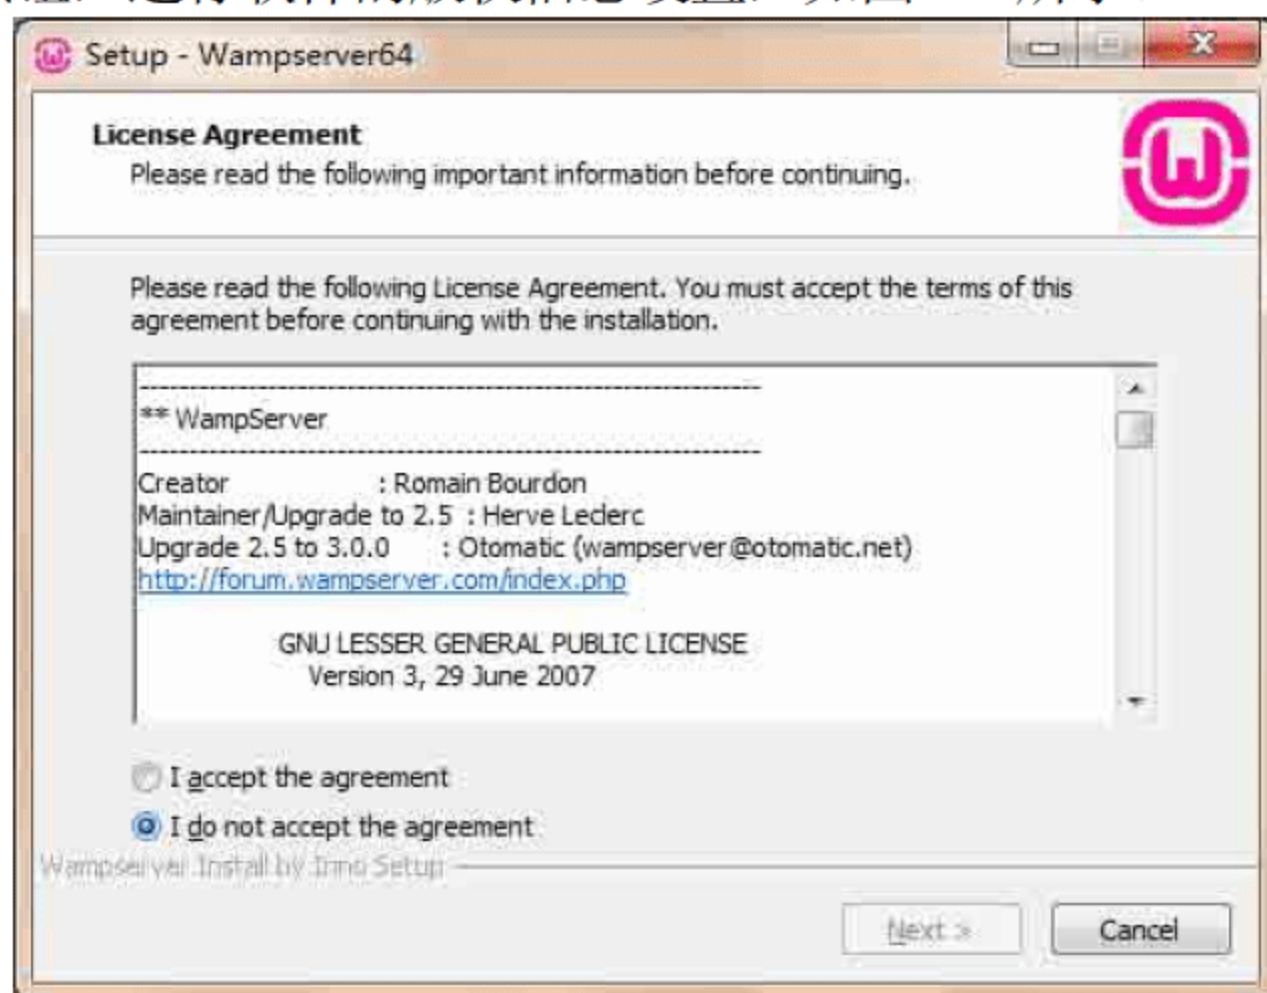 Setup - Wampserver64
License Agreement
Please read the following important information before continuing.
Please read the following License Agreement. You must accept the terms of this
agreement before continuing with the installation.
------------------------------------------------------------
** WampServer
------------------------------------------------------------
Creator : Romain Bourdon
Maintainer/Upgrade to 2.5 : Herve Leclerc
Upgrade 2.5 to 3.0.0 : Otomatic (wampserver@otomatic.net)
http://forum.wampserver.com/index.php
GNU LESSER GENERAL PUBLIC LICENSE
Version 3, 29 June 2007
I accept the agreement
I do not accept the agreement
Wampserver Install by Inno Setup
Next >
Cancel